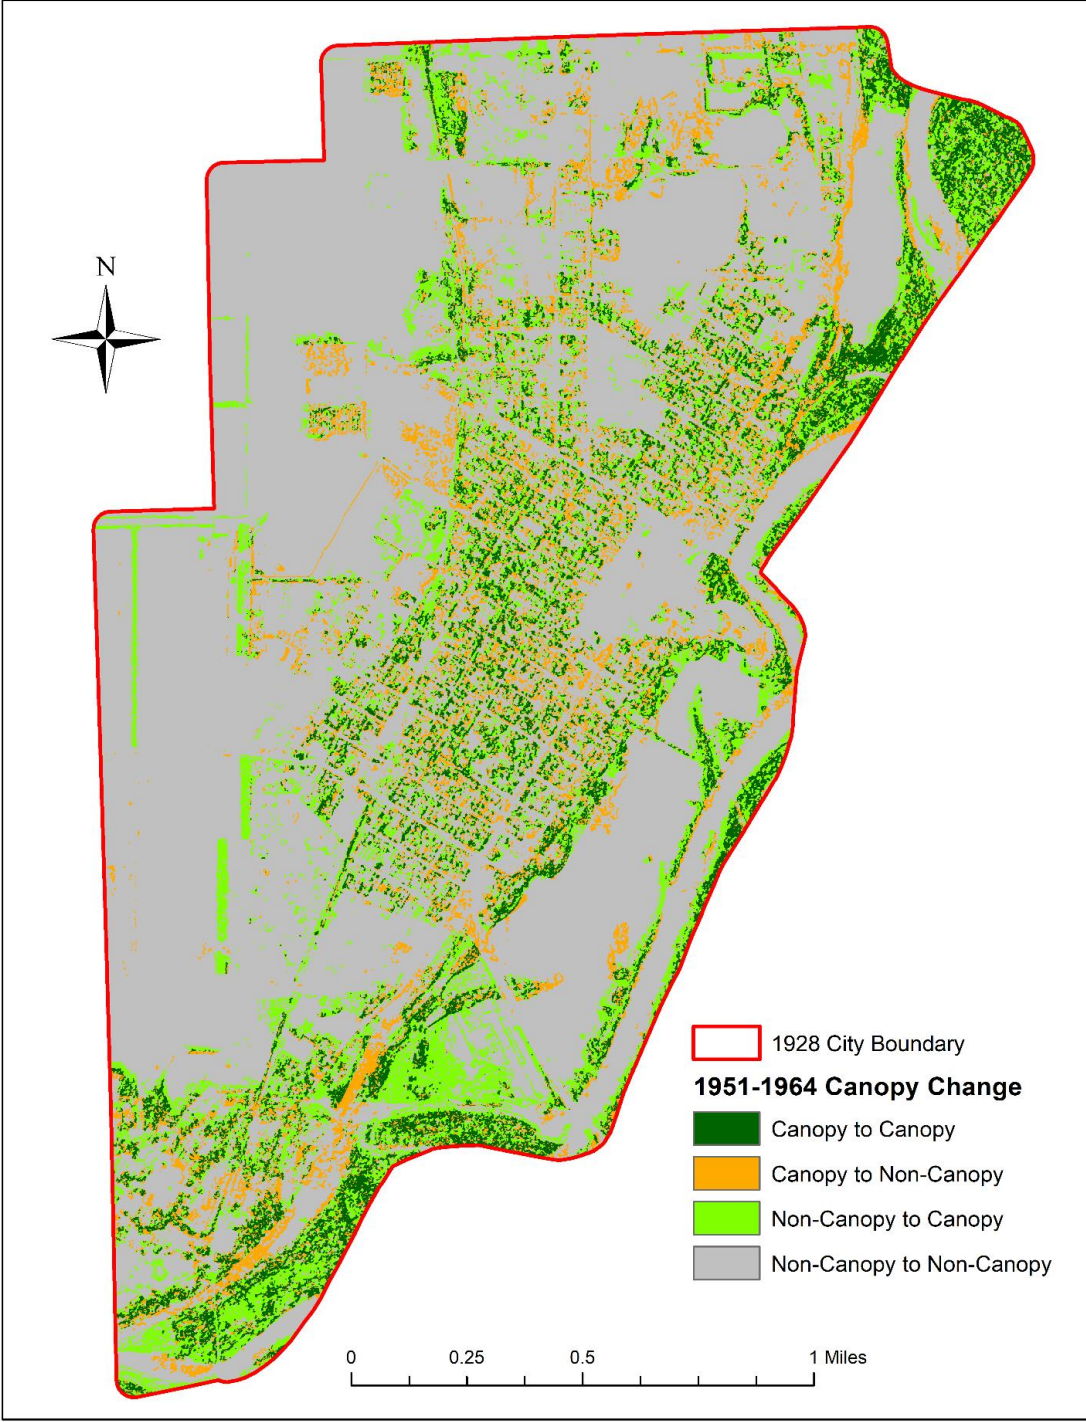 N
1928 City Boundary
1951-1964 Canopy Change
Canopy to Canopy
Canopy to Non-Canopy
Non-Canopy to Canopy
Non-Canopy to Non-Canopy
0 0.25 0.5 1 Miles